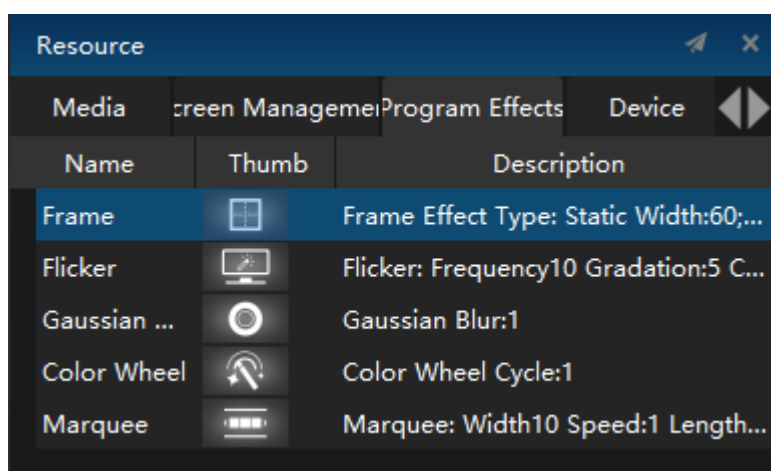 Resource
Media creen Managemen Program Effects Device
Name Thumb Description
Frame Frame Effect Type: Static Width:60;...
Flicker Flicker: Frequency10 Gradation:5 C...
Gaussian ... Gaussian Blur:1
Color Wheel Color Wheel Cycle:1
Marquee Marquee: Width10 Speed:1 Length...